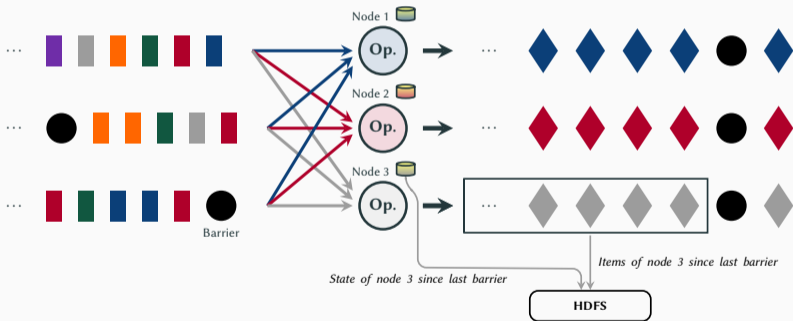 Node 1
... Op. ...
Node 2
... Op.
Node 3
... Op. ...
Barrier
Items of node 3 since last barrier
State of node 3 since last barrier
HDFS